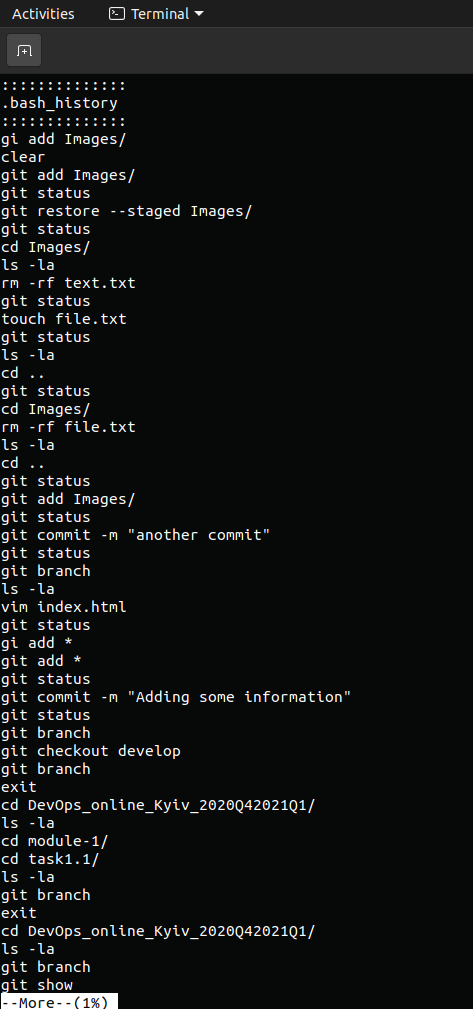 Activities Terminal
::::::::::::::
.bash_history
::::::::::::::
gi add Images/
clear
git add Images/
git status
git restore --staged Images/
git status
cd Images/
ls -la
rm -rf text.txt
git status
touch file.txt
git status
ls -la
cd ..
git status
cd Images/
rm -rf file.txt
ls -la
cd ..
git status
git add Images/
git status
git commit -m "another commit"
git status
git branch
ls -la
vim index.html
git status
gi add *
git add *
git status
git commit -m "Adding some information"
git status
git branch
git checkout develop
git branch
exit
cd DevOps_online_Kyiv_2020Q42021Q1/
ls -la
cd module-1/
cd task1.1/
ls -la
git branch
exit
cd DevOps_online_Kyiv_2020Q42021Q1/
ls -la
git branch
git show
--More--(1%)